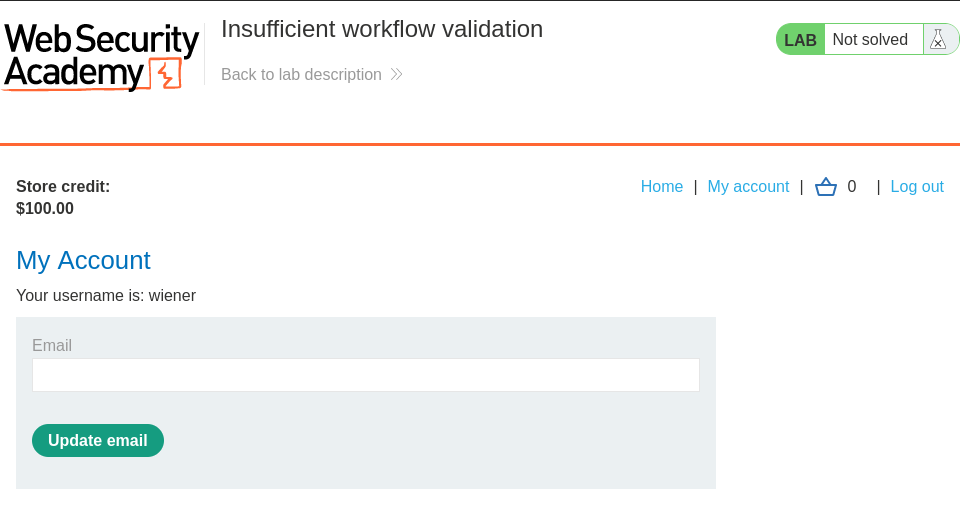 Web Security
Academy
Insufficient workflow validation
Back to lab description
LAB Not solved
Store credit:
$100.00
Home | My account | 0 | Log out
My Account
Your username is: wiener
Email
Update email